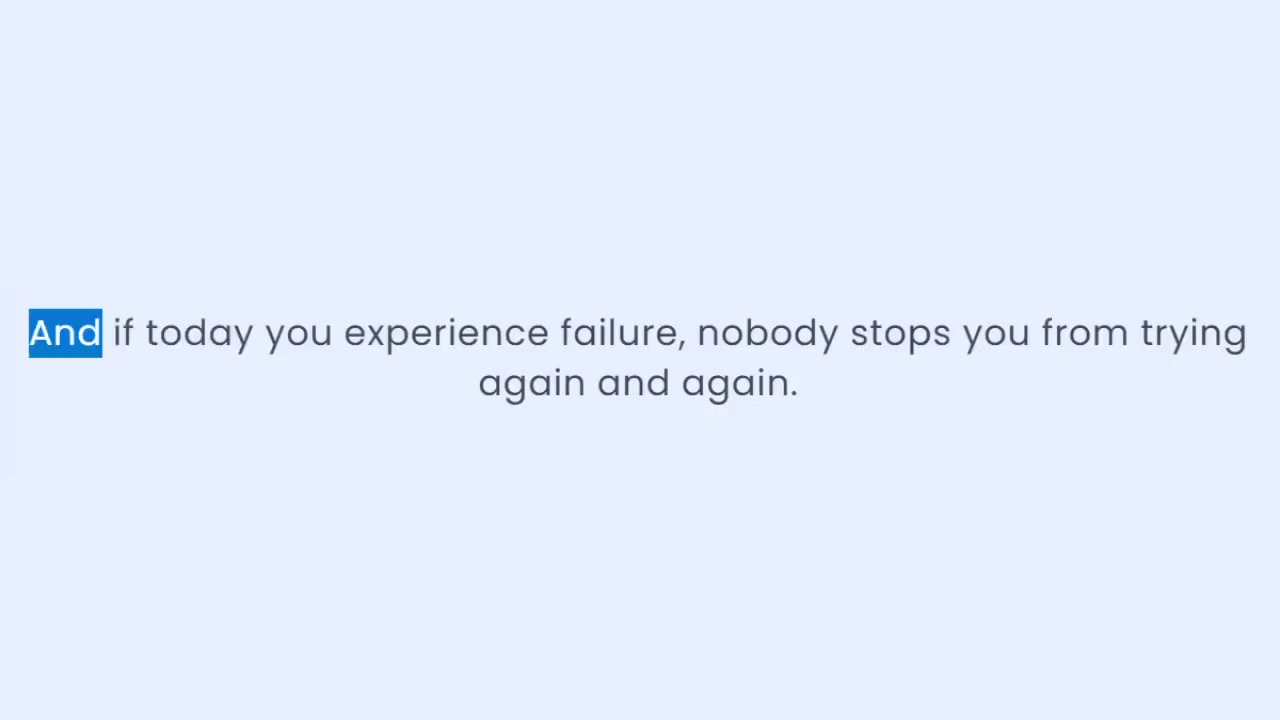 And if today you experience failure, nobody stops you from trying
again and again.